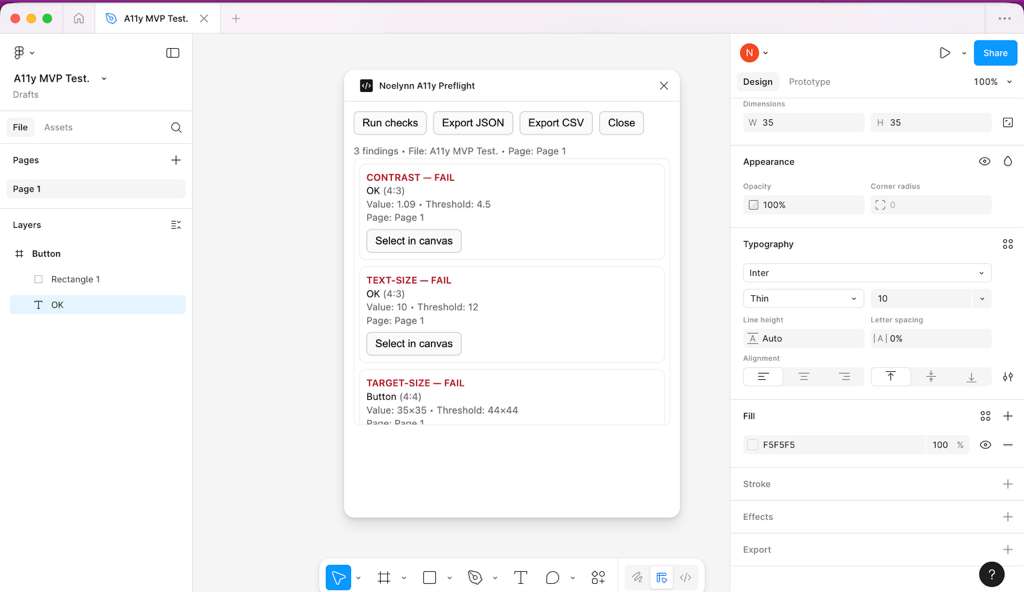 A11y MVP Test.
A11y MVP Test.
Drafts
File
Assets
Pages
Page 1
Layers
Button
Rectangle 1
OK
Noelynn A11y Preflight
Run checks
Export JSON
Export CSV
Close
3 findings • File: A11y MVP Test. • Page: Page 1
CONTRAST — FAIL
OK (4:3)
Value: 1.09 • Threshold: 4.5
Page: Page 1
Select in canvas
TEXT-SIZE — FAIL
OK (4:3)
Value: 10 • Threshold: 12
Page: Page 1
Select in canvas
TARGET-SIZE — FAIL
Button (4:4)
Value: 35×35 • Threshold: 44×44
Page: Page 1
N
Share
Design
Prototype
100%
Dimensions
W 35
H 35
Appearance
Opacity
Corner radius
100%
0
Typography
Inter
Thin
10
Line height
Letter spacing
Auto
0%
Alignment
Fill
F5F5F5
100 %
Stroke
Effects
Export
?